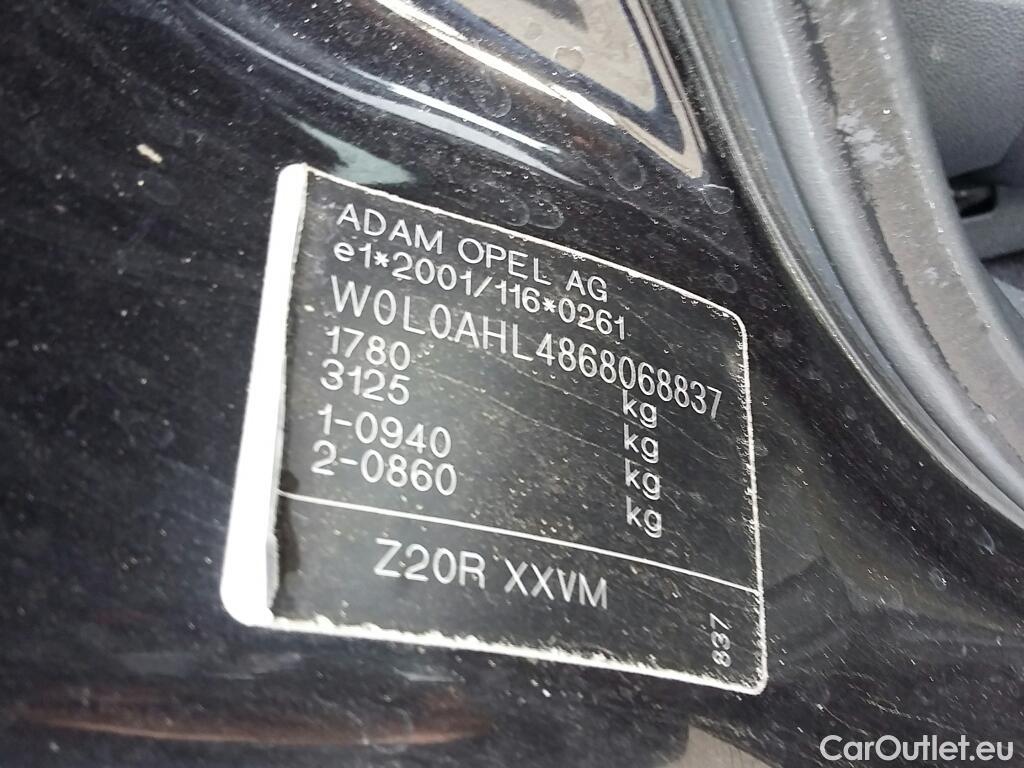 ADAM OPEL AG
e1*2001/116*0261
W0L0AHL4868068837
1780 kg
3125 kg
1-0940 kg
2-0860 kg
Z20R XXVM
837
CarOutlet.eu